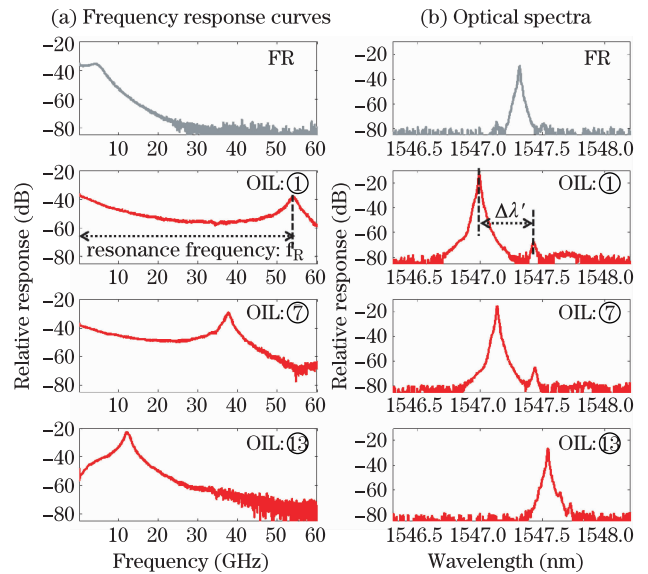 (a) Frequency response curves
(b) Optical spectra
Relative response (dB)
−20
−40
−60
−80
FR
10 20 30 40 50 60
−20
−40
−60
−80
OIL: ①
resonance frequency: f_R
10 20 30 40 50 60
−20
−40
−60
−80
OIL: ⑦
10 20 30 40 50 60
−20
−40
−60
−80
OIL: ⑬
10 20 30 40 50 60
Frequency (GHz)
Relative response (dB)
−20
−40
−60
−80
FR
1546.5 1547.0 1547.5 1548.0
−20
−40
−60
−80
OIL: ①
Δλ′
1546.5 1547.0 1547.5 1548.0
−20
−40
−60
−80
OIL: ⑦
1546.5 1547.0 1547.5 1548.0
−20
−40
−60
−80
OIL: ⑬
1546.5 1547.0 1547.5 1548.0
Wavelength (nm)